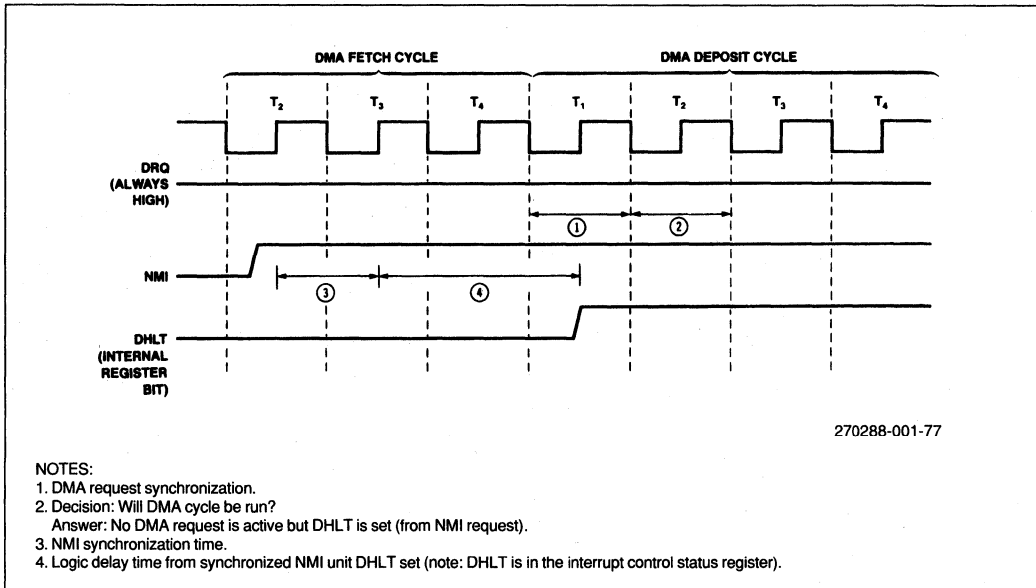 DMA FETCH CYCLE
DMA DEPOSIT CYCLE
T2 T3 T4 T1 T2 T3 T4
DRQ
(ALWAYS
HIGH)
1 2
NMI
3 4
DHLT
(INTERNAL
REGISTER
BIT)
270288-001-77
NOTES:
1. DMA request synchronization.
2. Decision: Will DMA cycle be run?
Answer: No DMA request is active but DHLT is set (from NMI request).
3. NMI synchronization time.
4. Logic delay time from synchronized NMI unit DHLT set (note: DHLT is in the interrupt control status register).